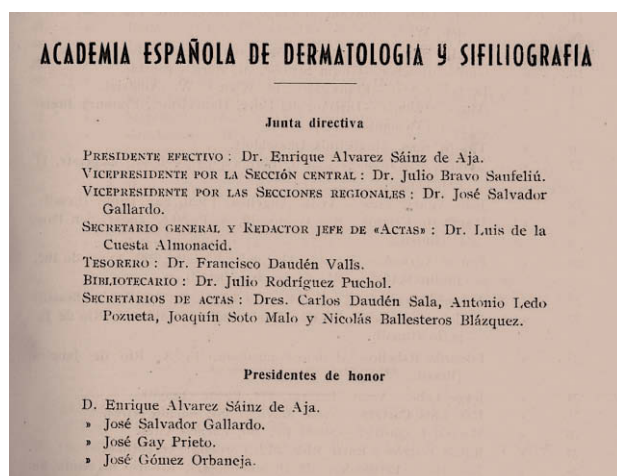 ACADEMIA ESPAÑOLA DE DERMATOLOGIA Y SIFILIOGRAFIA
Junta directiva
PRESIDENTE EFECTIVO : Dr. Enrique Alvarez Sáinz de Aja.
VICEPRESIDENTE POR LA SECCIÓN CENTRAL : Dr. Julio Bravo Sanfeliú.
VICEPRESIDENTE POR LAS SECCIONES REGIONALES : Dr. José Salvador
Gallardo.
SECRETARIO GENERAL Y REDACTOR JEFE DE «ACTAS» : Dr. Luis de la
Cuesta Almonacid.
TESORERO : Dr. Francisco Daudén Valls.
BIBLIOTECARIO : Dr. Julio Rodríguez Puchol.
SECRETARIOS DE ACTAS : Dres. Carlos Daudén Sala, Antonio Ledo
Pozueta, Joaquín Soto Malo y Nicolás Ballesteros Blázquez.
Presidentes de honor
D. Enrique Alvarez Sáinz de Aja.
» José Salvador Gallardo.
» José Gay Prieto.
» José Gómez Orbaneja.